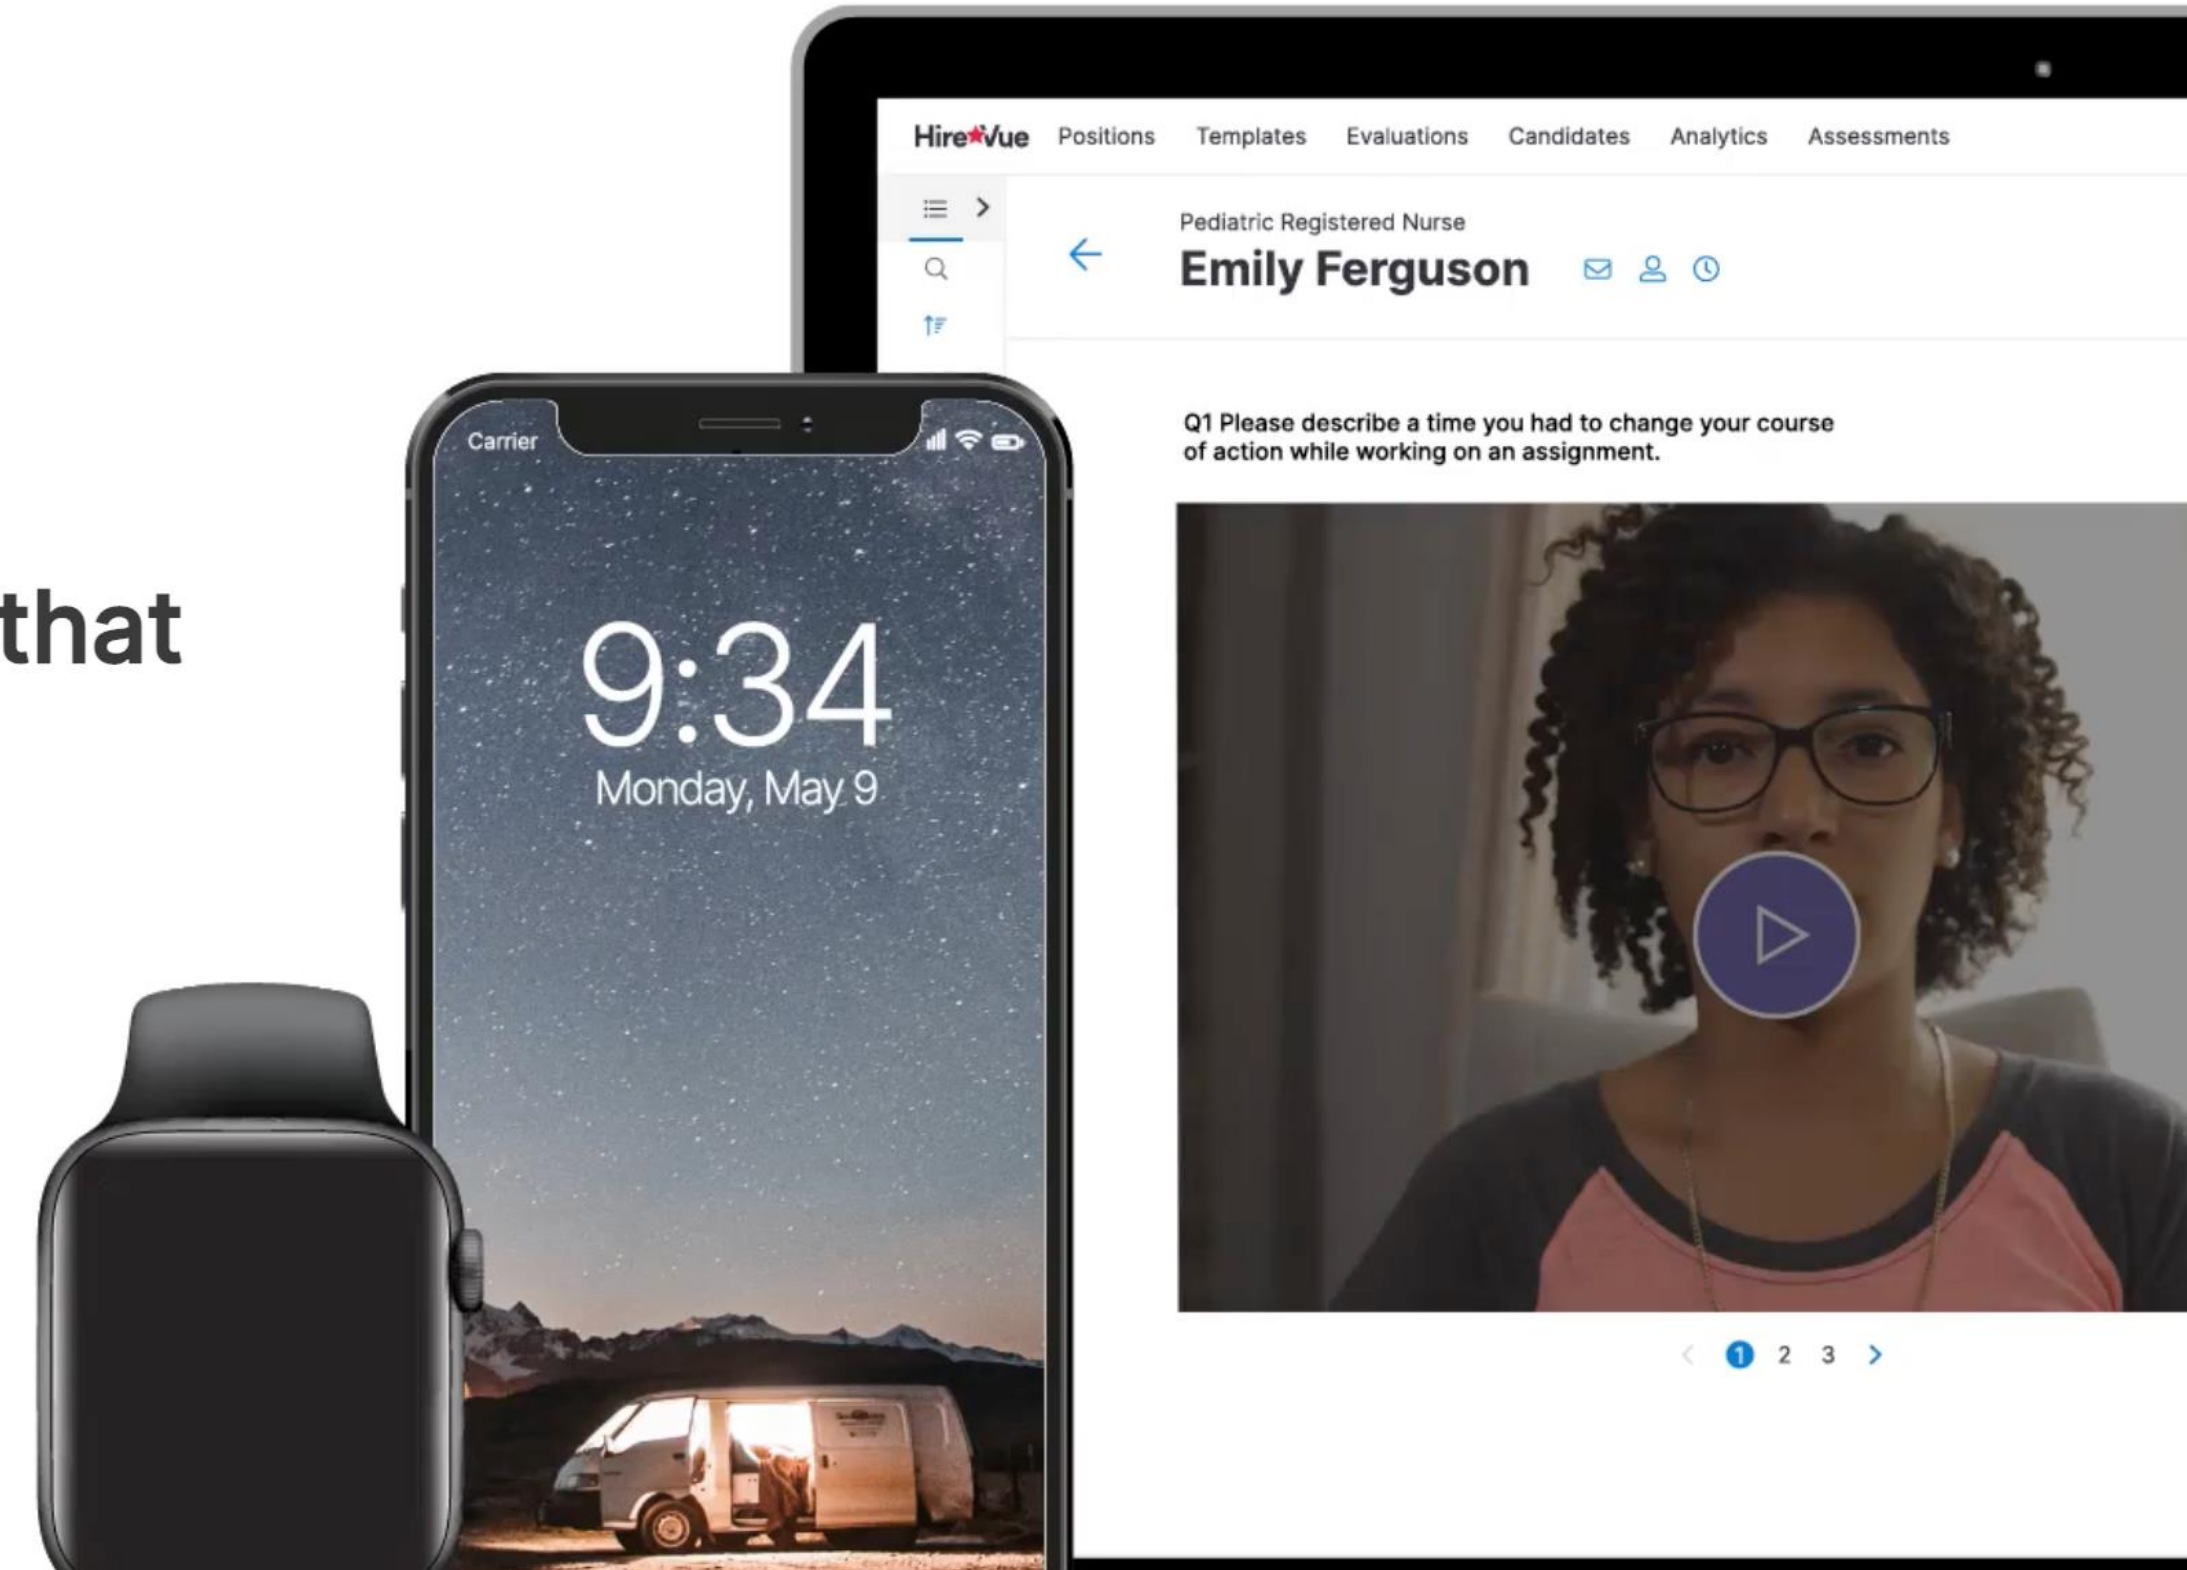 that
Carrier
9:34
Monday, May 9
HireVue Positions Templates Evaluations Candidates Analytics Assessments
Pediatric Registered Nurse
Emily Ferguson
Q1 Please describe a time you had to change your course
of action while working on an assignment.
1 2 3